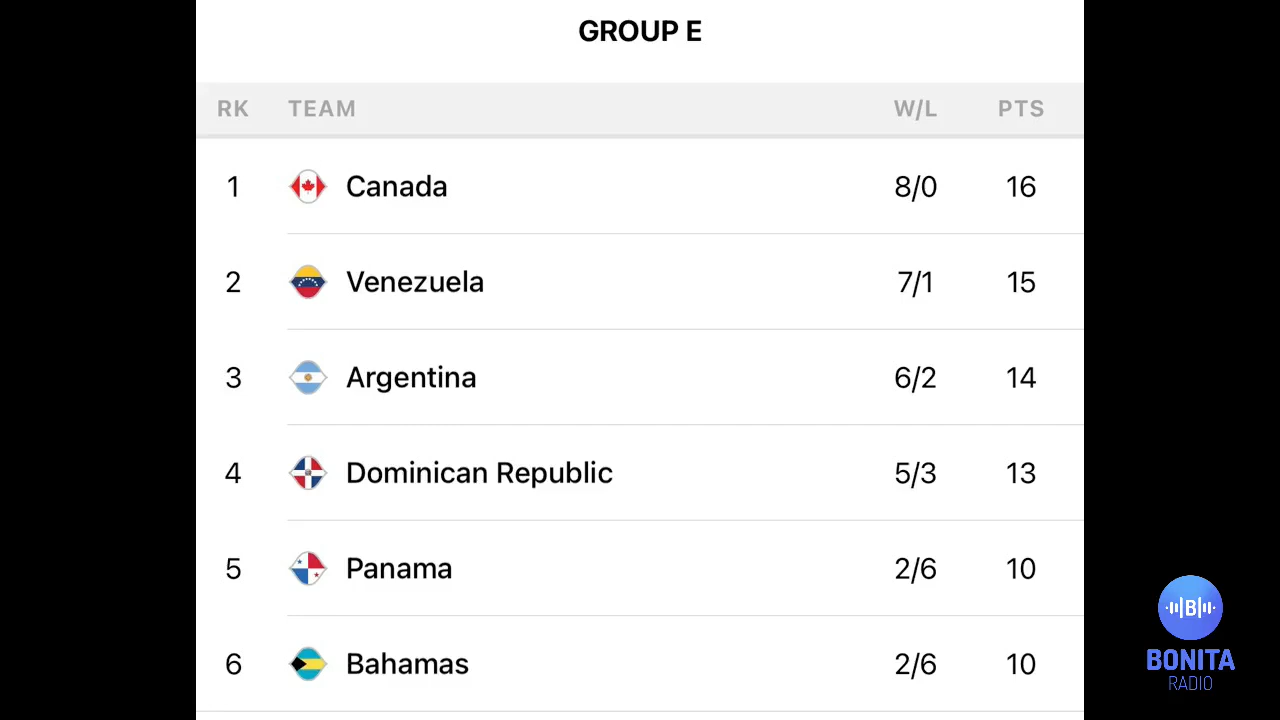 GROUP E
RK TEAM W/L PTS
1 Canada 8/0 16
2 Venezuela 7/1 15
3 Argentina 6/2 14
4 Dominican Republic 5/3 13
5 Panama 2/6 10
6 Bahamas 2/6 10
B
BONITA
RADIO